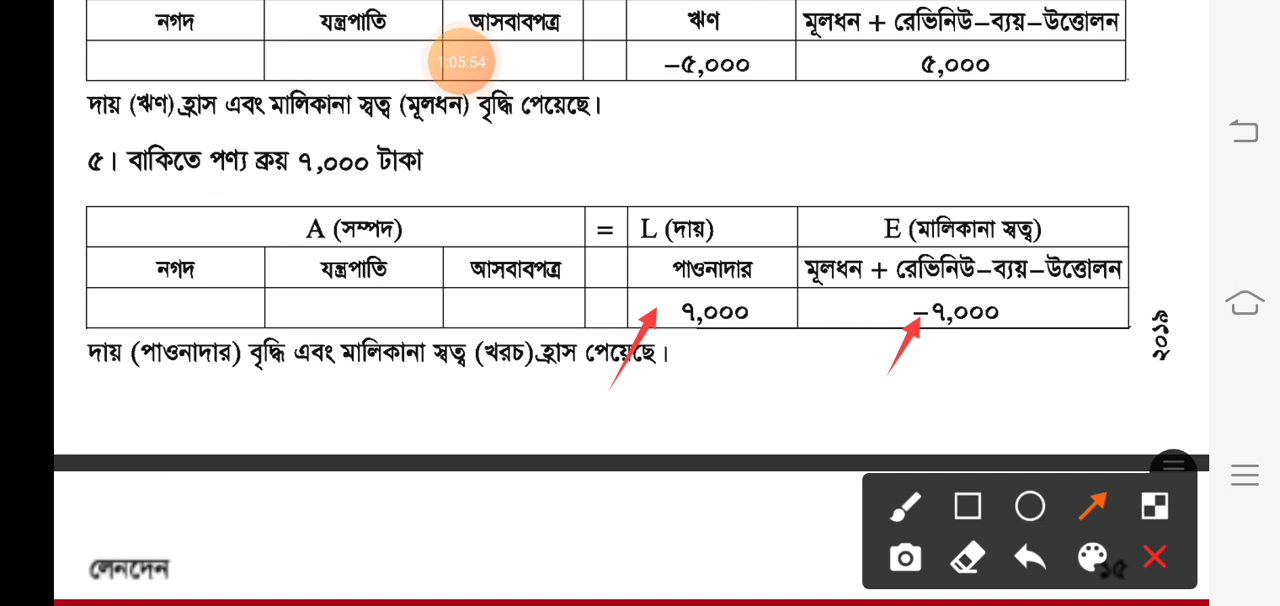 নগদ যন্ত্রপাতি আসবাবপত্র ঋণ মূলধন + রেভিনিউ–ব্যয়–উত্তোলন
1:05:54
–৫,০০০ ৫,০০০
দায় (ঋণ) হ্রাস এবং মালিকানা স্বত্ব (মূলধন) বৃদ্ধি পেয়েছে।
৫। বাকিতে পণ্য ক্রয় ৭,০০০ টাকা
A (সম্পদ) = L (দায়) E (মালিকানা স্বত্ব)
নগদ যন্ত্রপাতি আসবাবপত্র পাওনাদার মূলধন + রেভিনিউ–ব্যয়–উত্তোলন
৭,০০০ –৭,০০০
দায় (পাওনাদার) বৃদ্ধি এবং মালিকানা স্বত্ব (খরচ) হ্রাস পেয়েছে।
২০১৯
লেনদেন
১৫